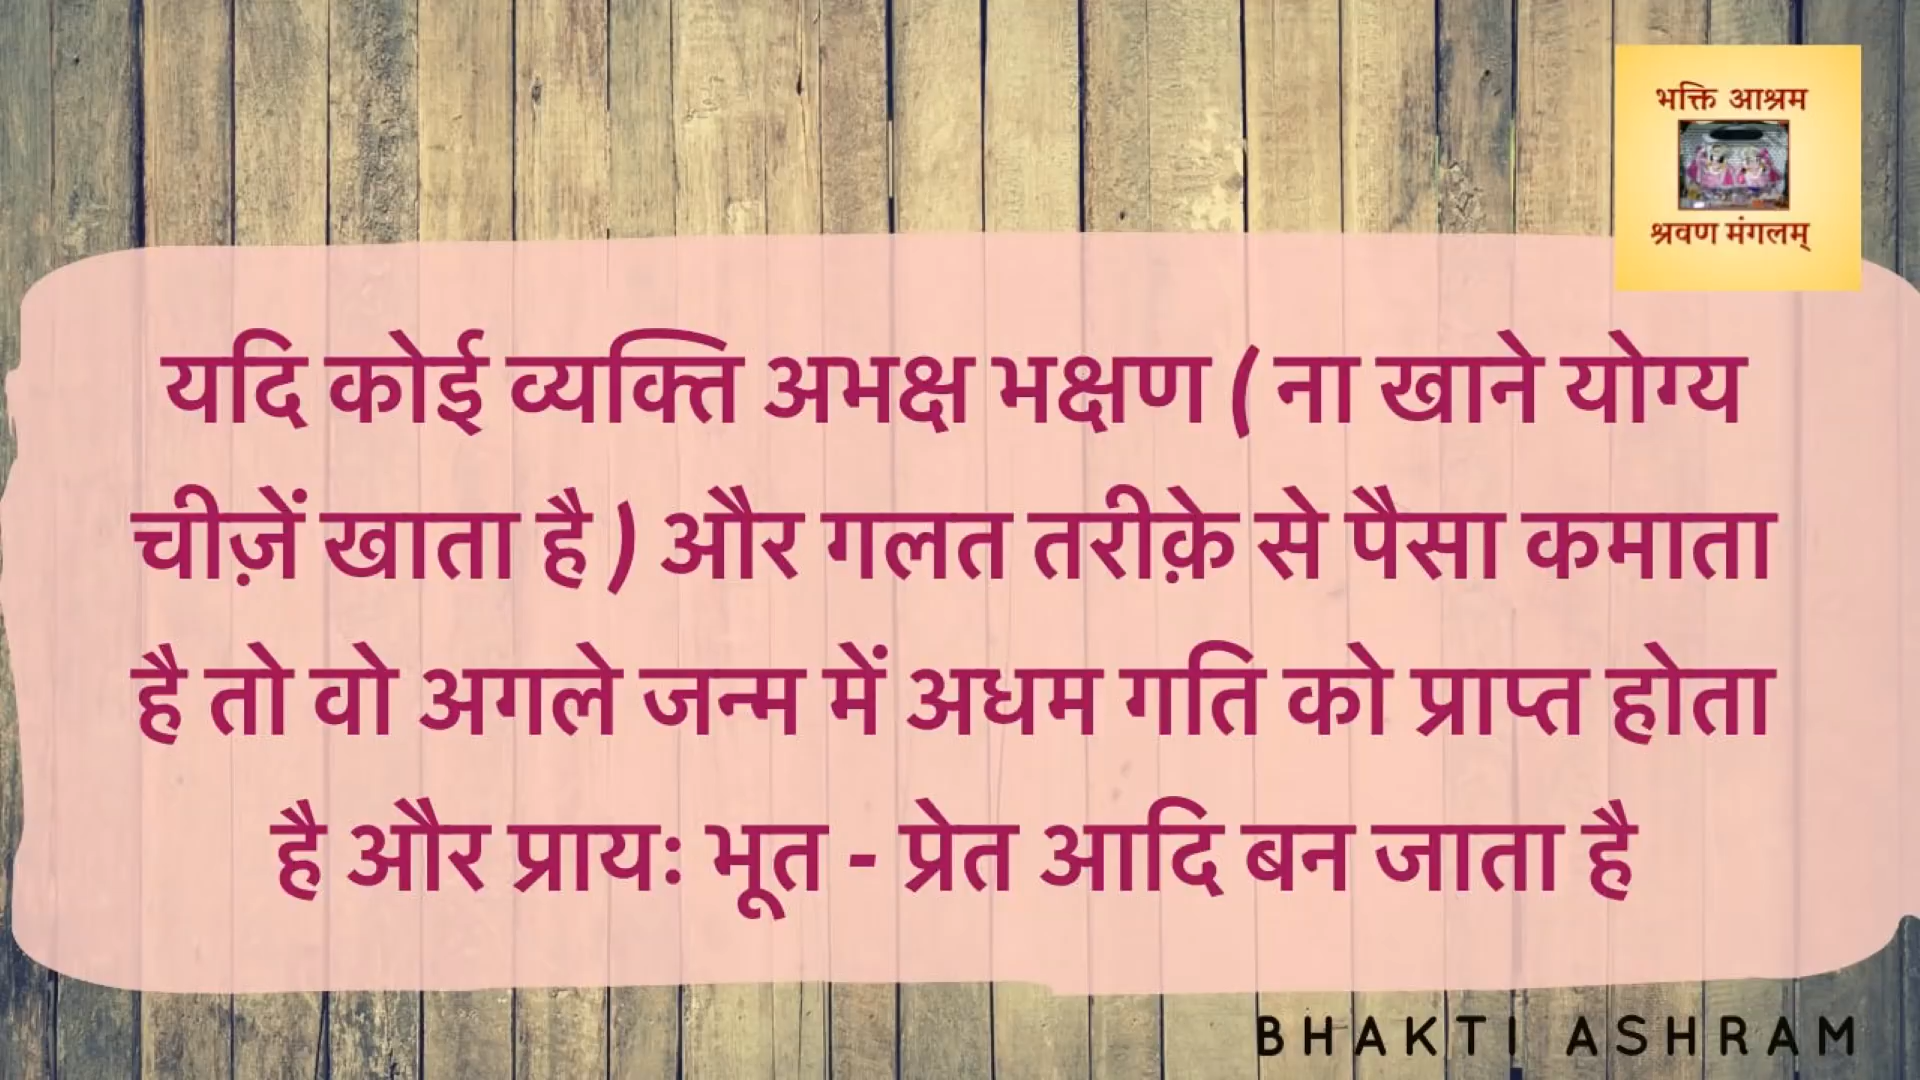 भक्ति आश्रम
श्रवण मंगलम्
यदि कोई व्यक्ति अभक्ष भक्षण ( ना खाने योग्य
चीज़ें खाता है ) और गलत तरीक़े से पैसा कमाता
है तो वो अगले जन्म में अधम गति को प्राप्त होता
है और प्रायः भूत - प्रेत आदि बन जाता है
BHAKTI ASHRAM